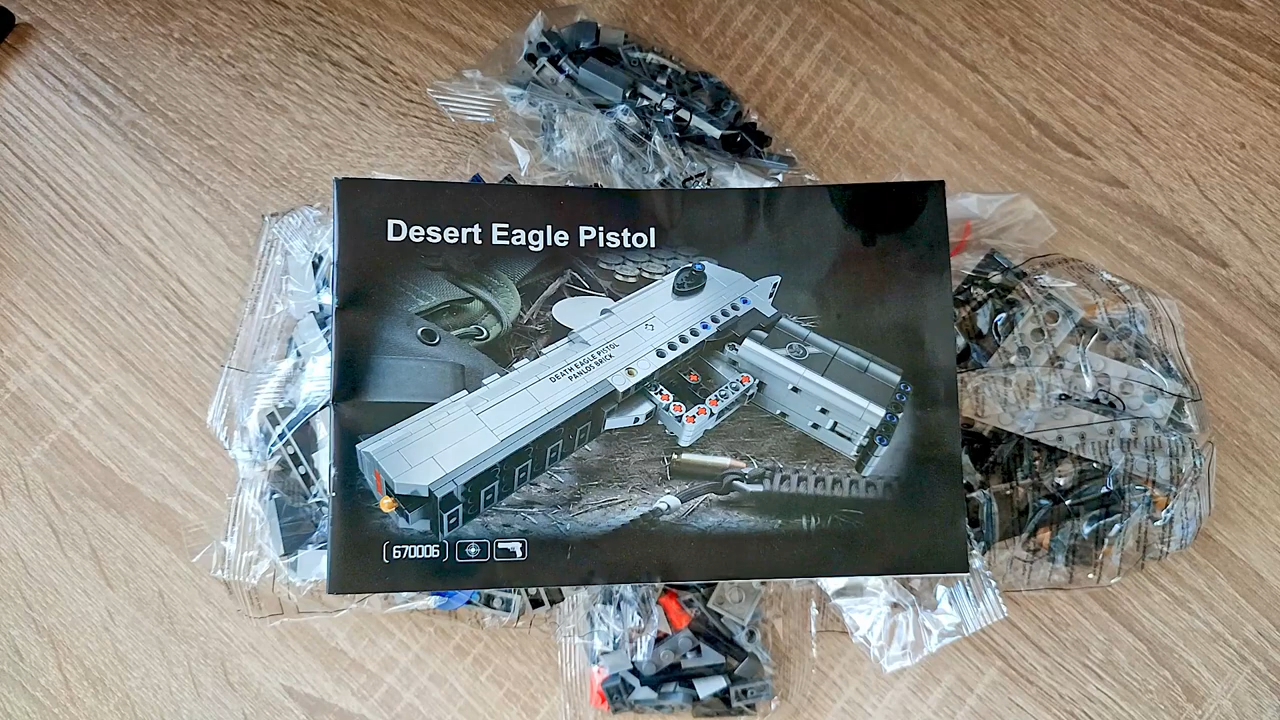 Desert Eagle Pistol
DEATH EAGLE PISTOL
PANLOS BRICK
670006